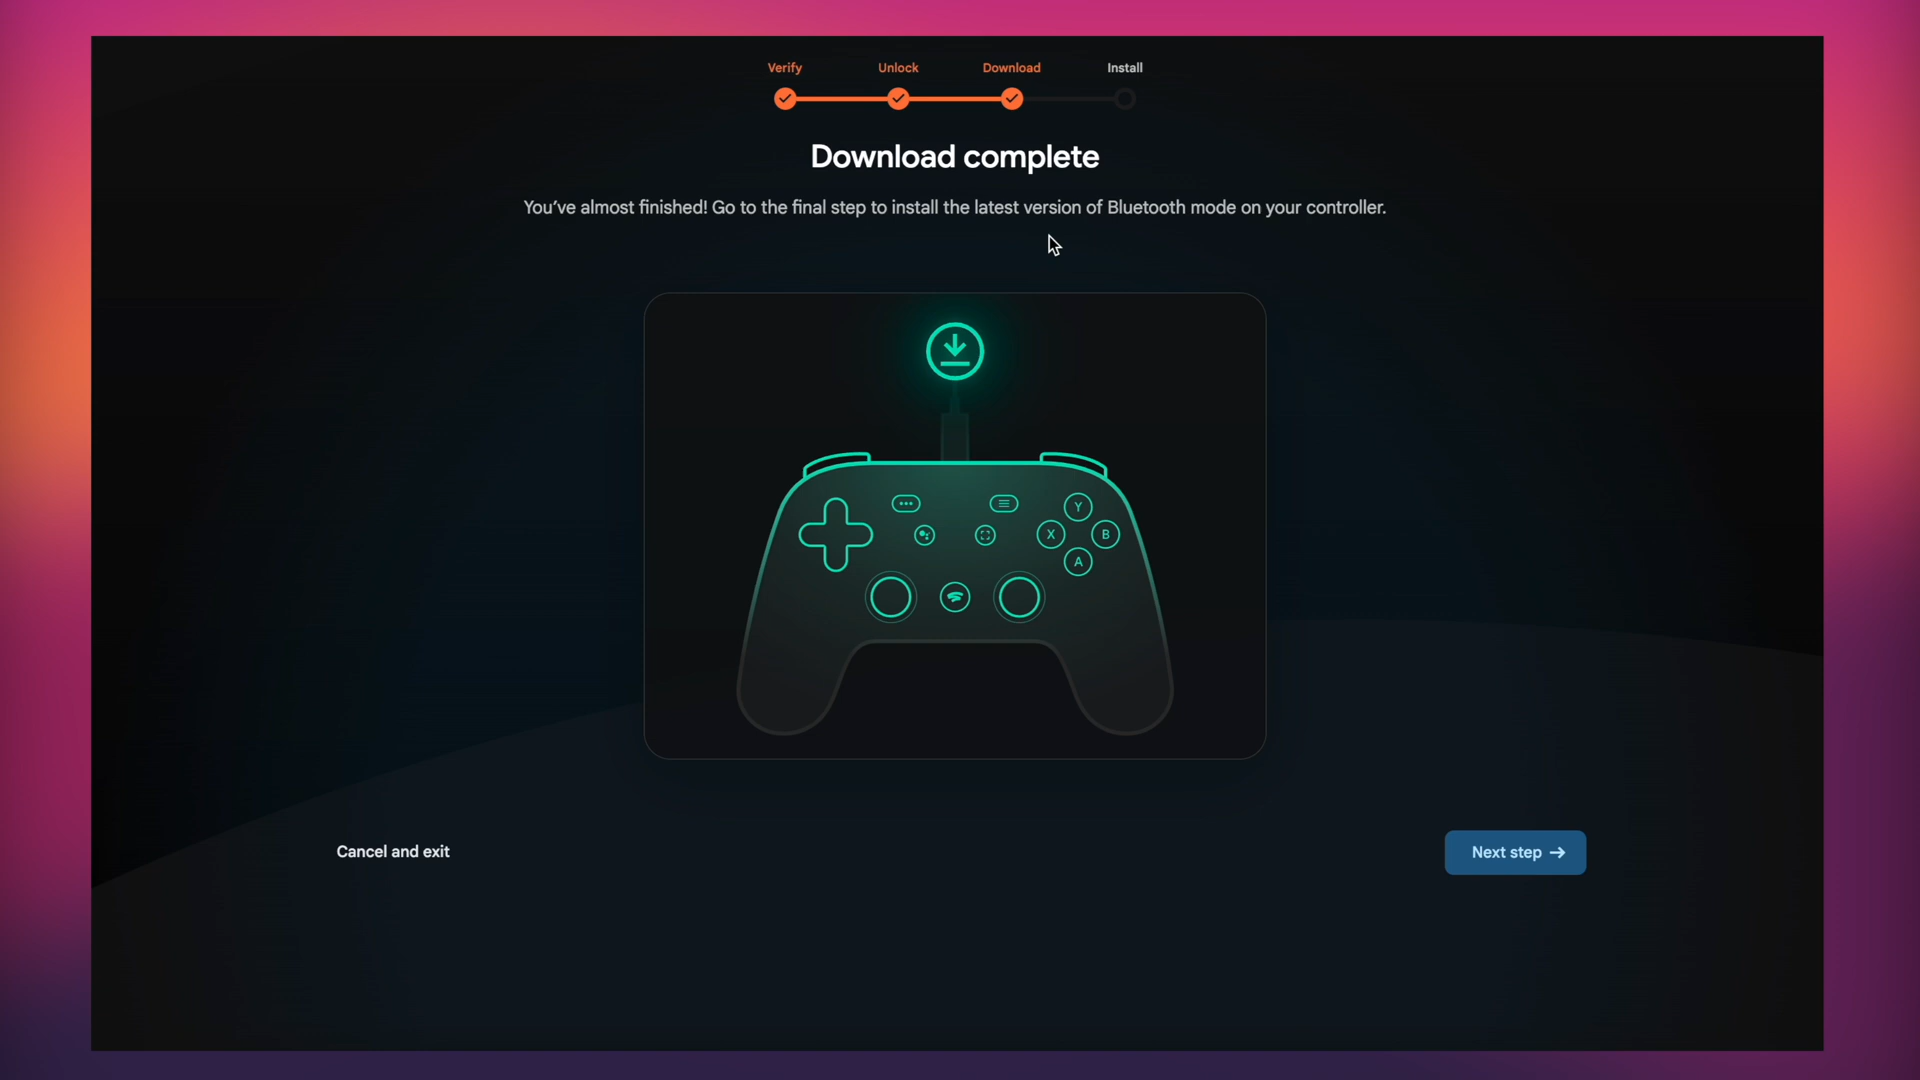 Verify Unlock Download Install
Download complete
You've almost finished! Go to the final step to install the latest version of Bluetooth mode on your controller.
Y
X B
A
Cancel and exit
Next step →